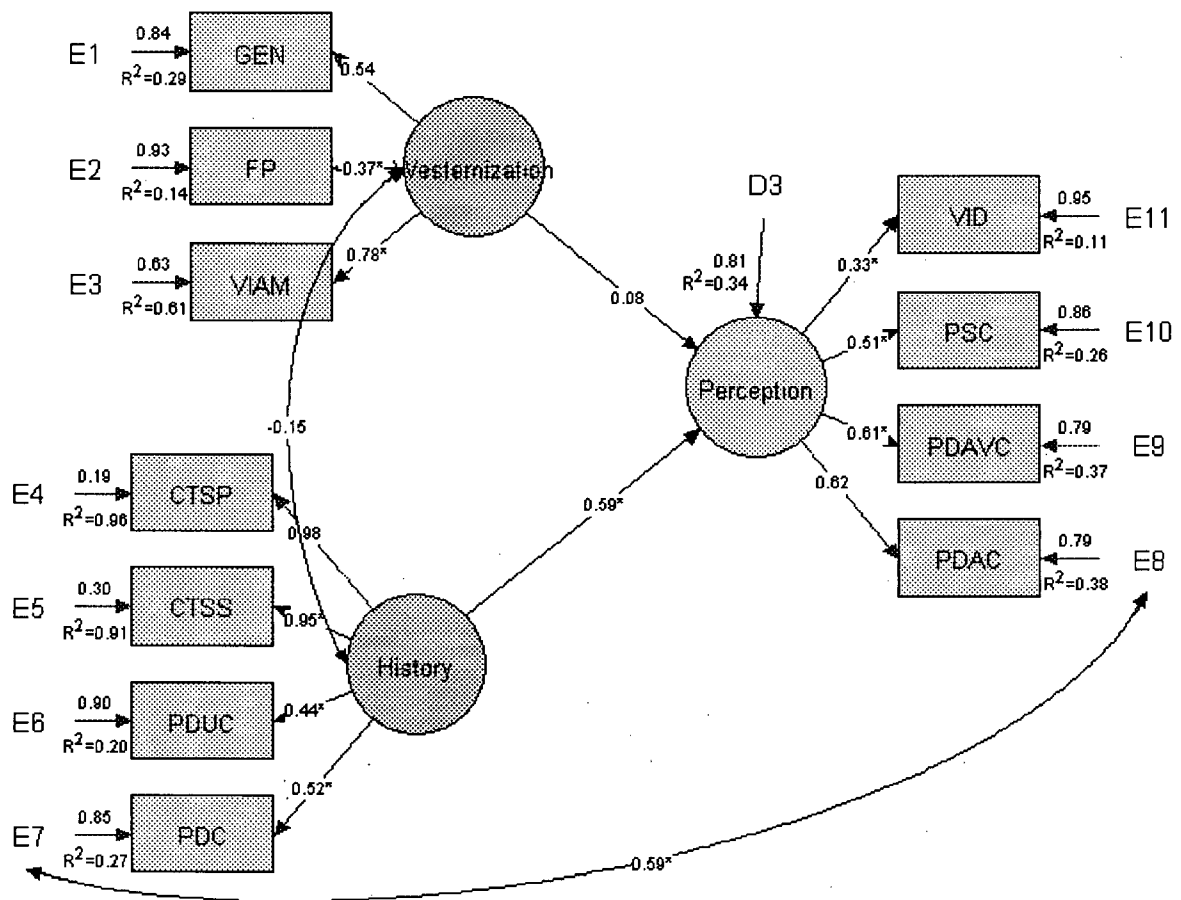 E1
0.84
R²=0.29
GEN
0.54
E2
0.93
R²=0.14
FP
-0.37*
Westernization
E3
0.63
R²=0.61
VIAM
0.78*
D3
0.81
R²=0.34
0.08
Perception
VID
0.95
R²=0.11
E11
0.33*
PSC
0.86
R²=0.26
E10
0.51*
PDAVC
0.79
R²=0.37
E9
0.61*
PDAC
0.79
R²=0.38
E8
0.62
-0.15
E4
0.19
R²=0.96
CTSP
0.98
E5
0.30
R²=0.91
CTSS
0.95*
History
0.59*
E6
0.90
R²=0.20
PDUC
0.44*
E7
0.85
R²=0.27
PDC
0.52*
0.59*